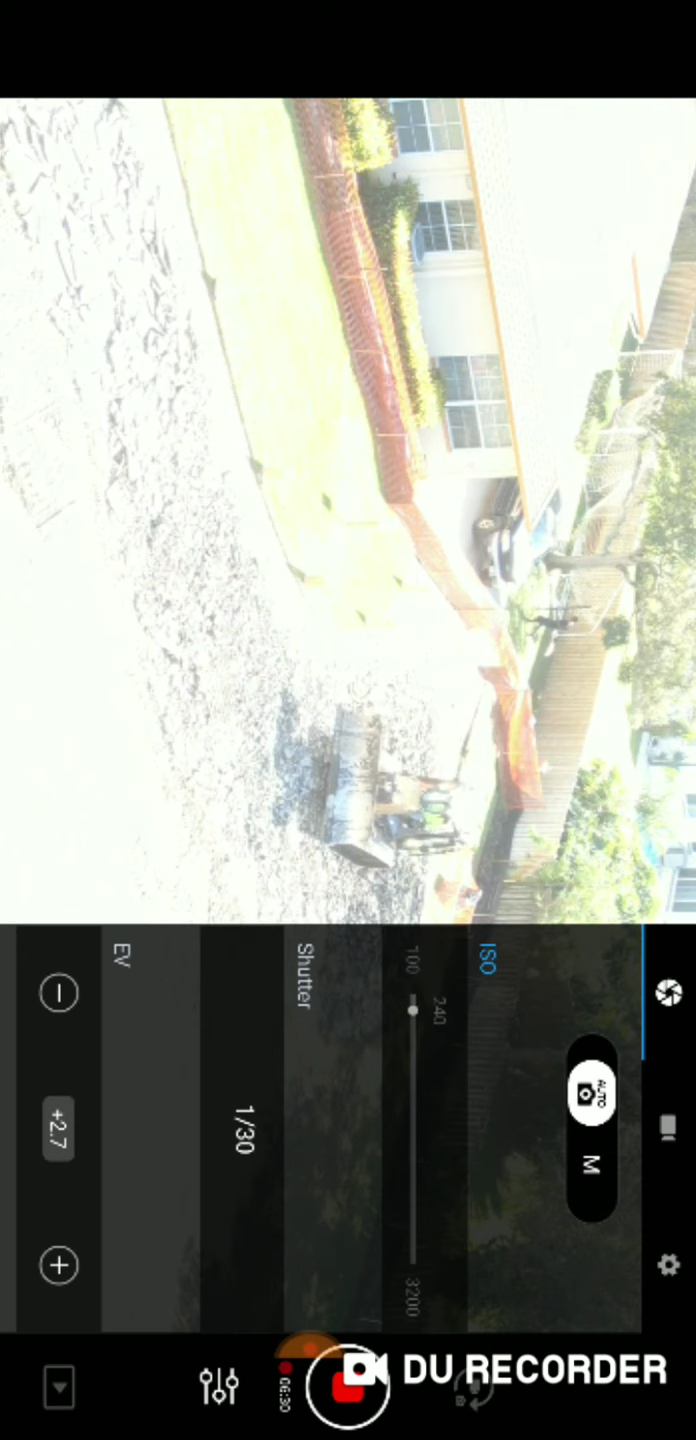 AUTO
M
ISO
240
100
3200
Shutter
1/30
EV
+2.7
06:30
DU RECORDER